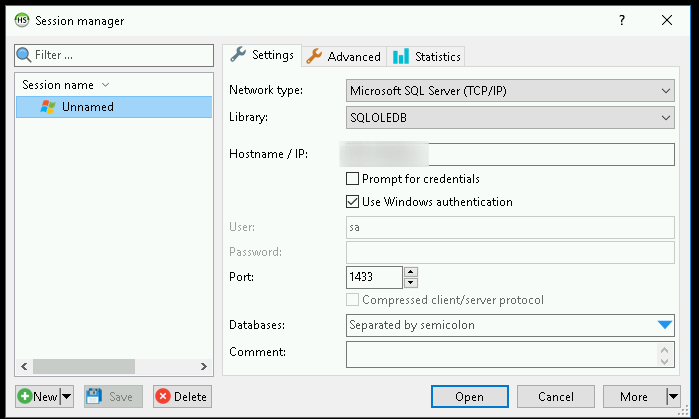 HS Session manager ? ×
Filter ...
Session name
Unnamed
Settings Advanced Statistics
Network type: Microsoft SQL Server (TCP/IP)
Library: SQLOLEDB
Hostname / IP:
Prompt for credentials
Use Windows authentication
User: sa
Password:
Port: 1433
Compressed client/server protocol
Databases: Separated by semicolon
Comment:
New Save Delete Open Cancel More